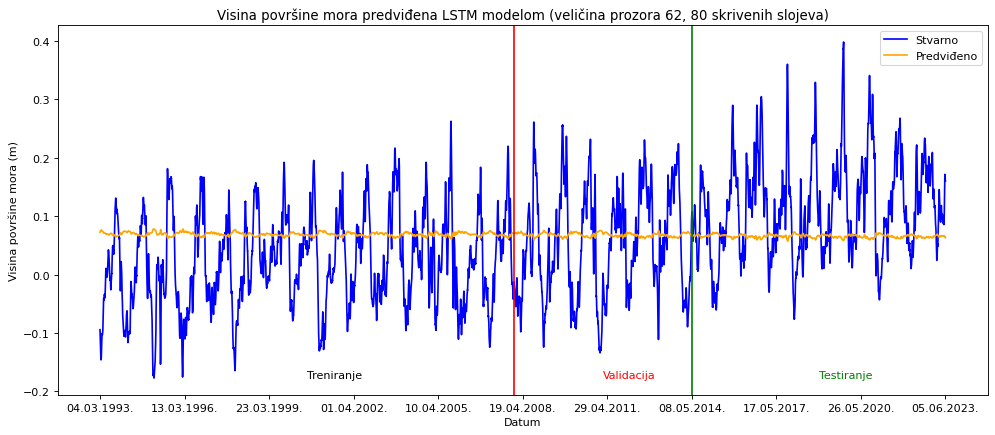 Visina površine mora predviđena LSTM modelom (veličina prozora 62, 80 skrivenih slojeva)
Stvarno
Predviđeno
Visina površine mora (m)
0.4
0.3
0.2
0.1
0.0
−0.1
−0.2
Treniranje
Validacija
Testiranje
04.03.1993.
13.03.1996.
23.03.1999.
01.04.2002.
10.04.2005.
19.04.2008.
29.04.2011.
08.05.2014.
17.05.2017.
26.05.2020.
05.06.2023.
Datum